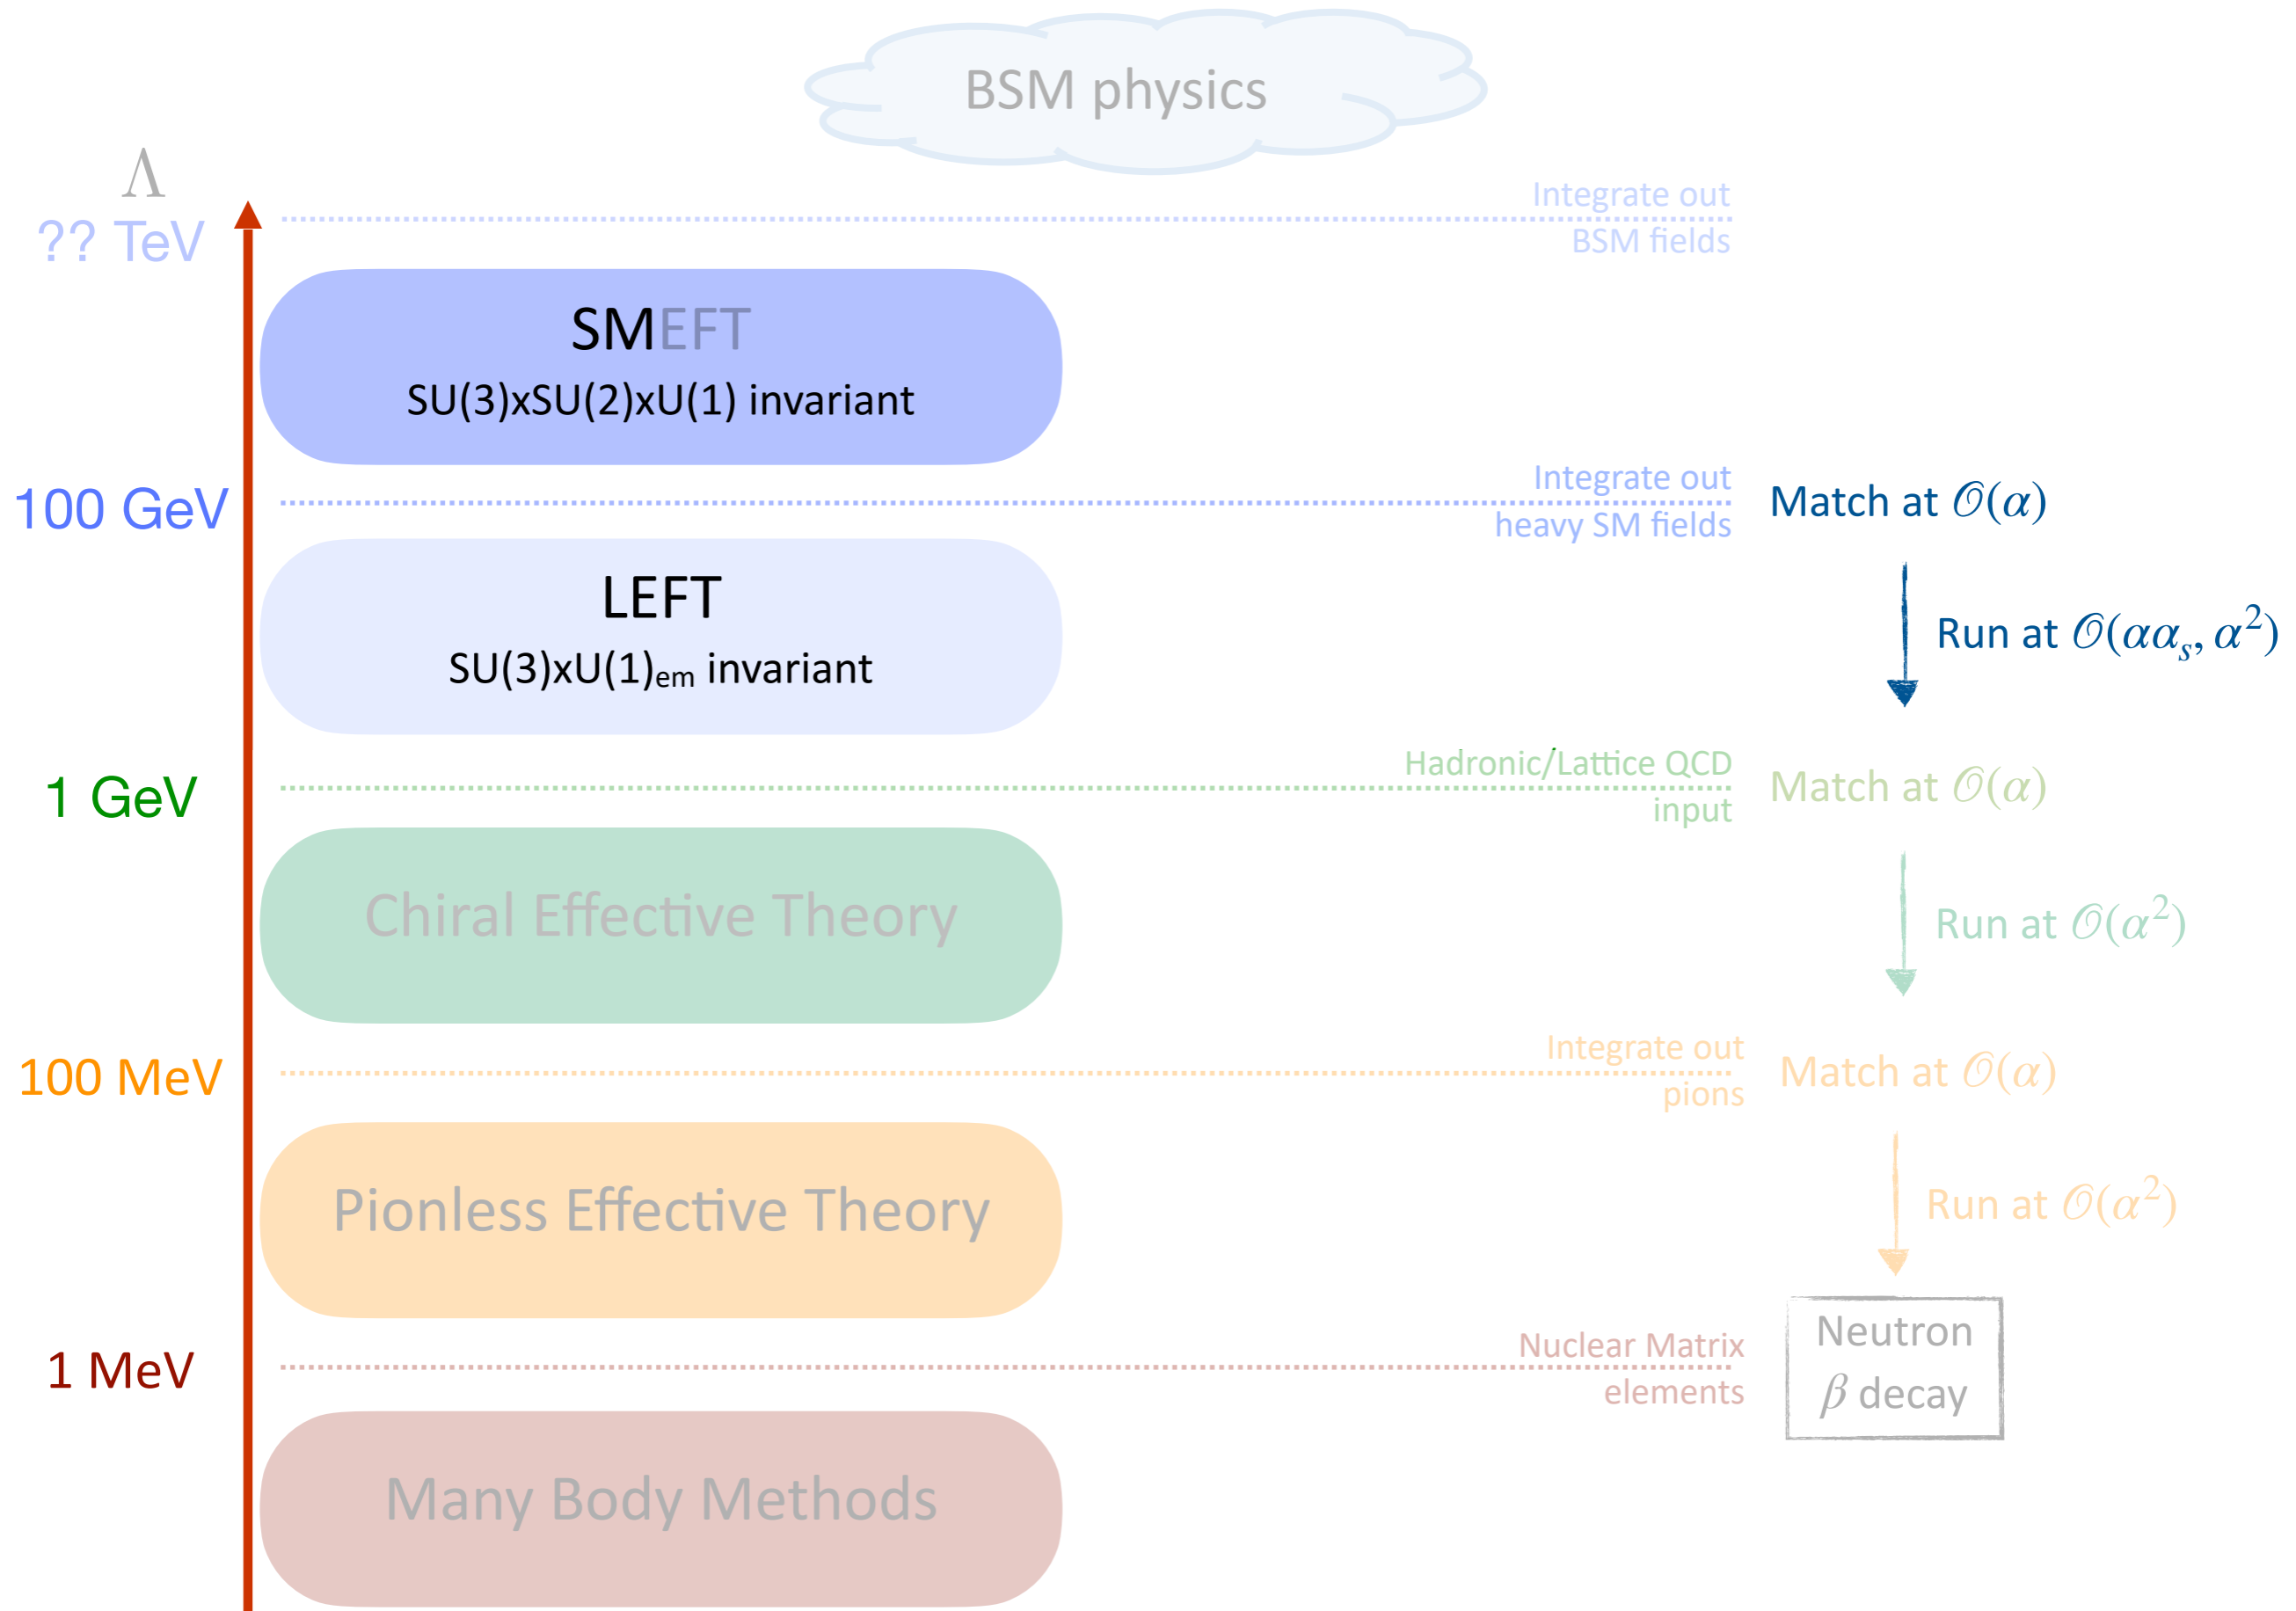 BSM physics
Λ
?? TeV
Integrate out
BSM fields
SMEFT
SU(3)xSU(2)xU(1) invariant
100 GeV
Integrate out
heavy SM fields
Match at 𝒪(α)
LEFT
SU(3)xU(1)em invariant
Run at 𝒪(αα_s, α²)
1 GeV
Hadronic/Lattice QCD
input
Match at 𝒪(α)
Chiral Effective Theory
Run at 𝒪(α²)
100 MeV
Integrate out
pions
Match at 𝒪(α)
Pionless Effective Theory
Run at 𝒪(α²)
1 MeV
Nuclear Matrix
elements
Neutron
β decay
Many Body Methods